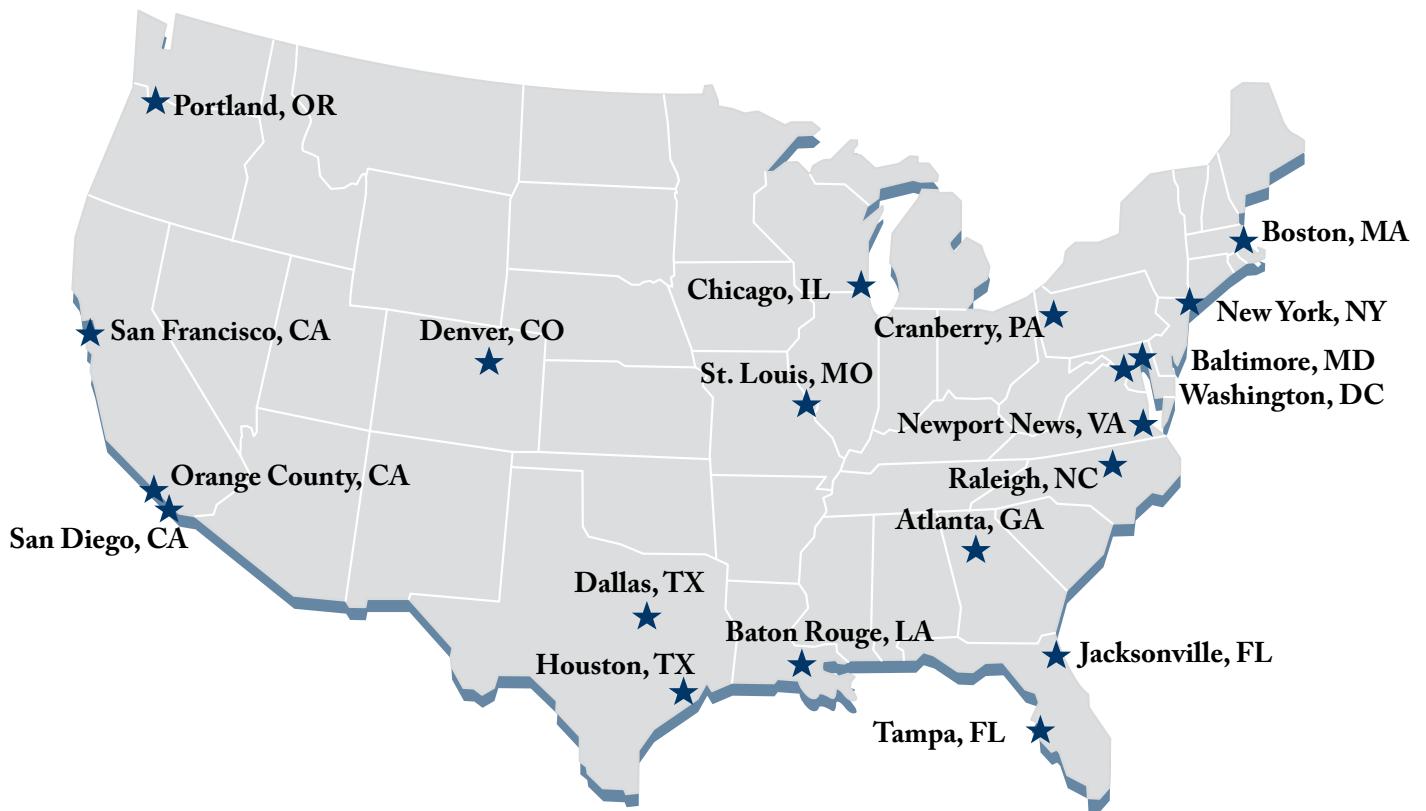 Portland, OR
Boston, MA
Chicago, IL
New York, NY
Cranberry, PA
San Francisco, CA
Denver, CO
Baltimore, MD
St. Louis, MO
Washington, DC
Newport News, VA
Orange County, CA
Raleigh, NC
Atlanta, GA
San Diego, CA
Dallas, TX
Baton Rouge, LA
Jacksonville, FL
Houston, TX
Tampa, FL